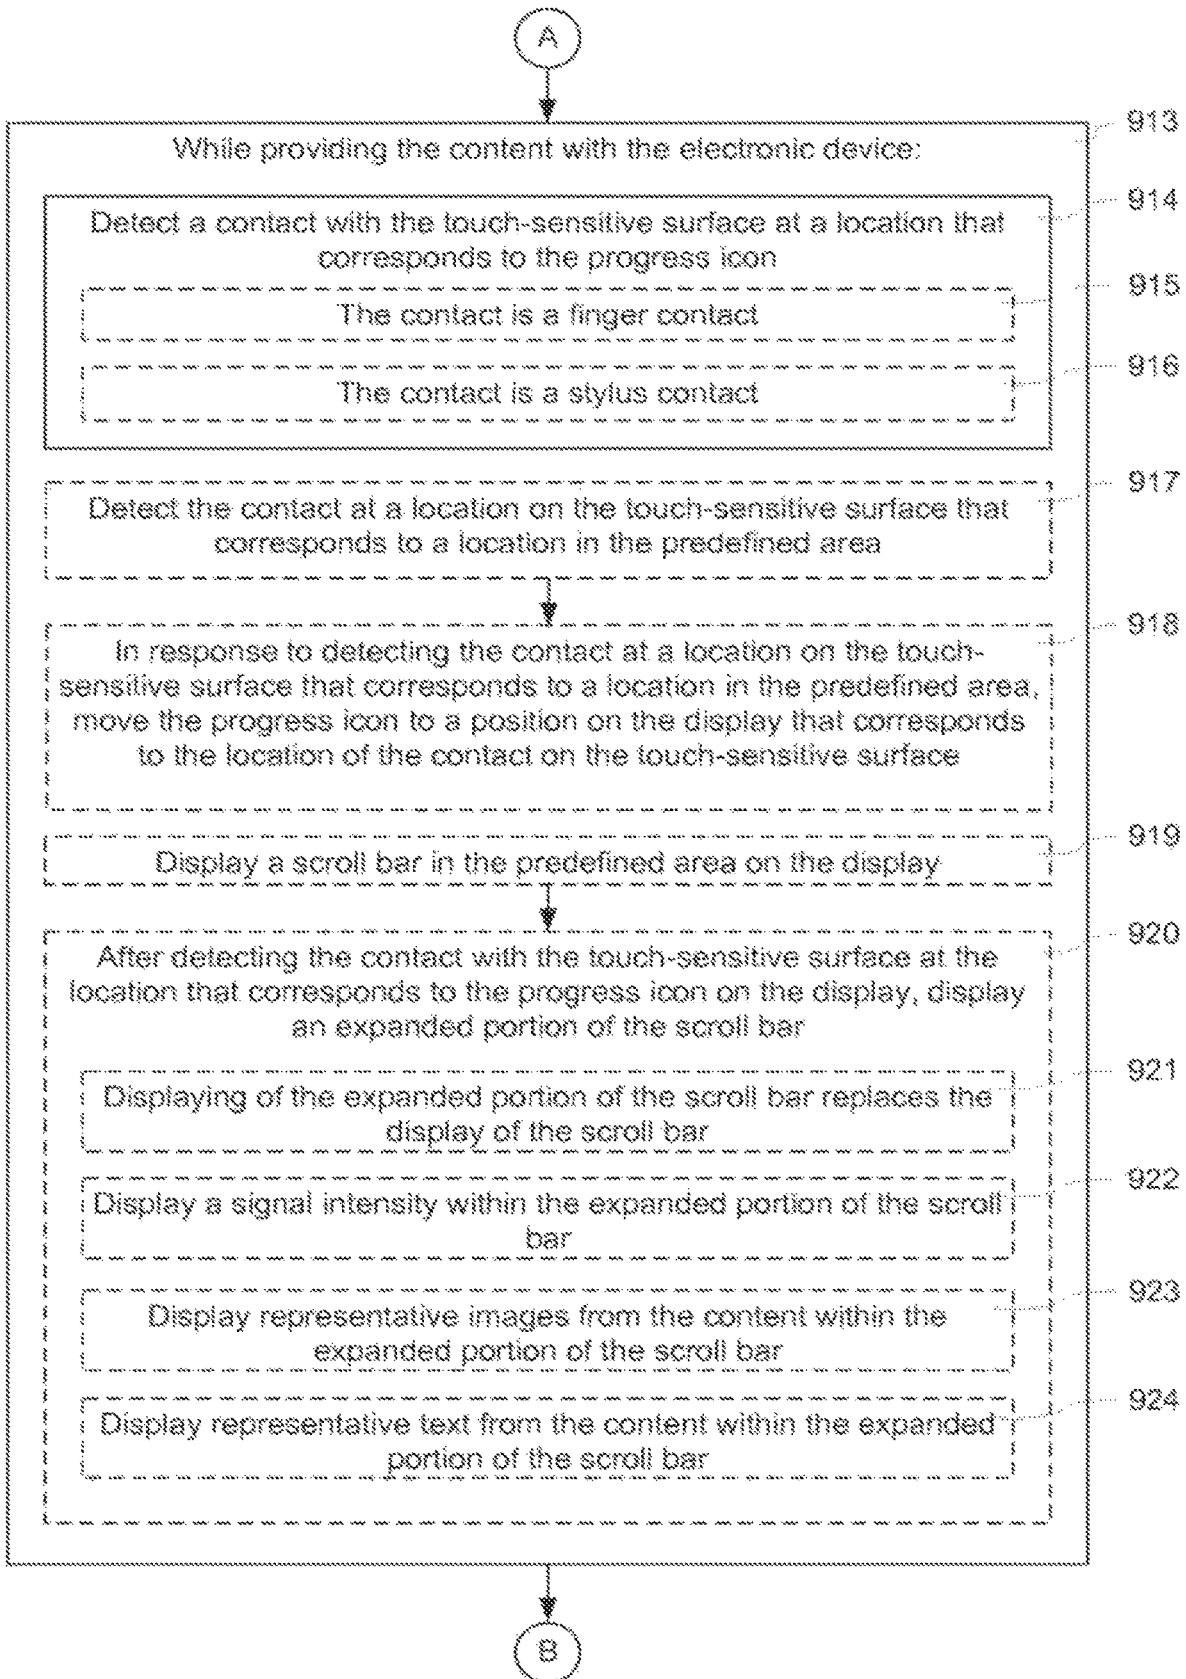 A
913
While providing the content with the electronic device:
914
Detect a contact with the touch-sensitive surface at a location that
corresponds to the progress icon
915
The contact is a finger contact
916
The contact is a stylus contact
917
Detect the contact at a location on the touch-sensitive surface that
corresponds to a location in the predefined area
918
In response to detecting the contact at a location on the touch-
sensitive surface that corresponds to a location in the predefined area,
move the progress icon to a position on the display that corresponds
to the location of the contact on the touch-sensitive surface
919
Display a scroll bar in the predefined area on the display
920
After detecting the contact with the touch-sensitive surface at the
location that corresponds to the progress icon on the display, display
an expanded portion of the scroll bar
921
Displaying of the expanded portion of the scroll bar replaces the
display of the scroll bar
922
Display a signal intensity within the expanded portion of the scroll
bar
923
Display representative images from the content within the
expanded portion of the scroll bar
924
Display representative text from the content within the expanded
portion of the scroll bar
B